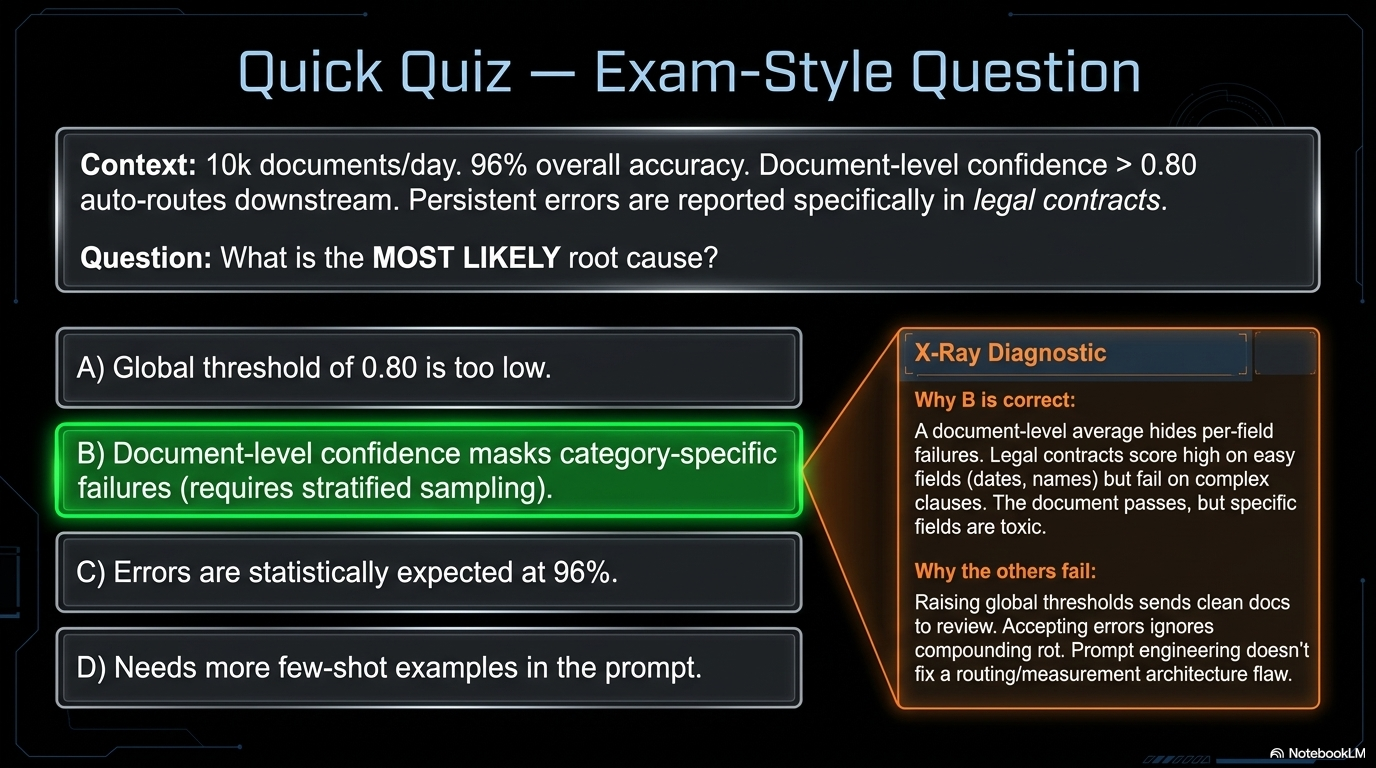 Quick Quiz — Exam-Style Question
Context: 10k documents/day. 96% overall accuracy. Document-level confidence > 0.80
auto-routes downstream. Persistent errors are reported specifically in legal contracts.
Question: What is the MOST LIKELY root cause?
A) Global threshold of 0.80 is too low.
B) Document-level confidence masks category-specific
failures (requires stratified sampling).
C) Errors are statistically expected at 96%.
D) Needs more few-shot examples in the prompt.
X-Ray Diagnostic
Why B is correct:
A document-level average hides per-field
failures. Legal contracts score high on easy
fields (dates, names) but fail on complex
clauses. The document passes, but specific
fields are toxic.
Why the others fail:
Raising global thresholds sends clean docs
to review. Accepting errors ignores
compounding rot. Prompt engineering doesn't
fix a routing/measurement architecture flaw.
NotebookLM